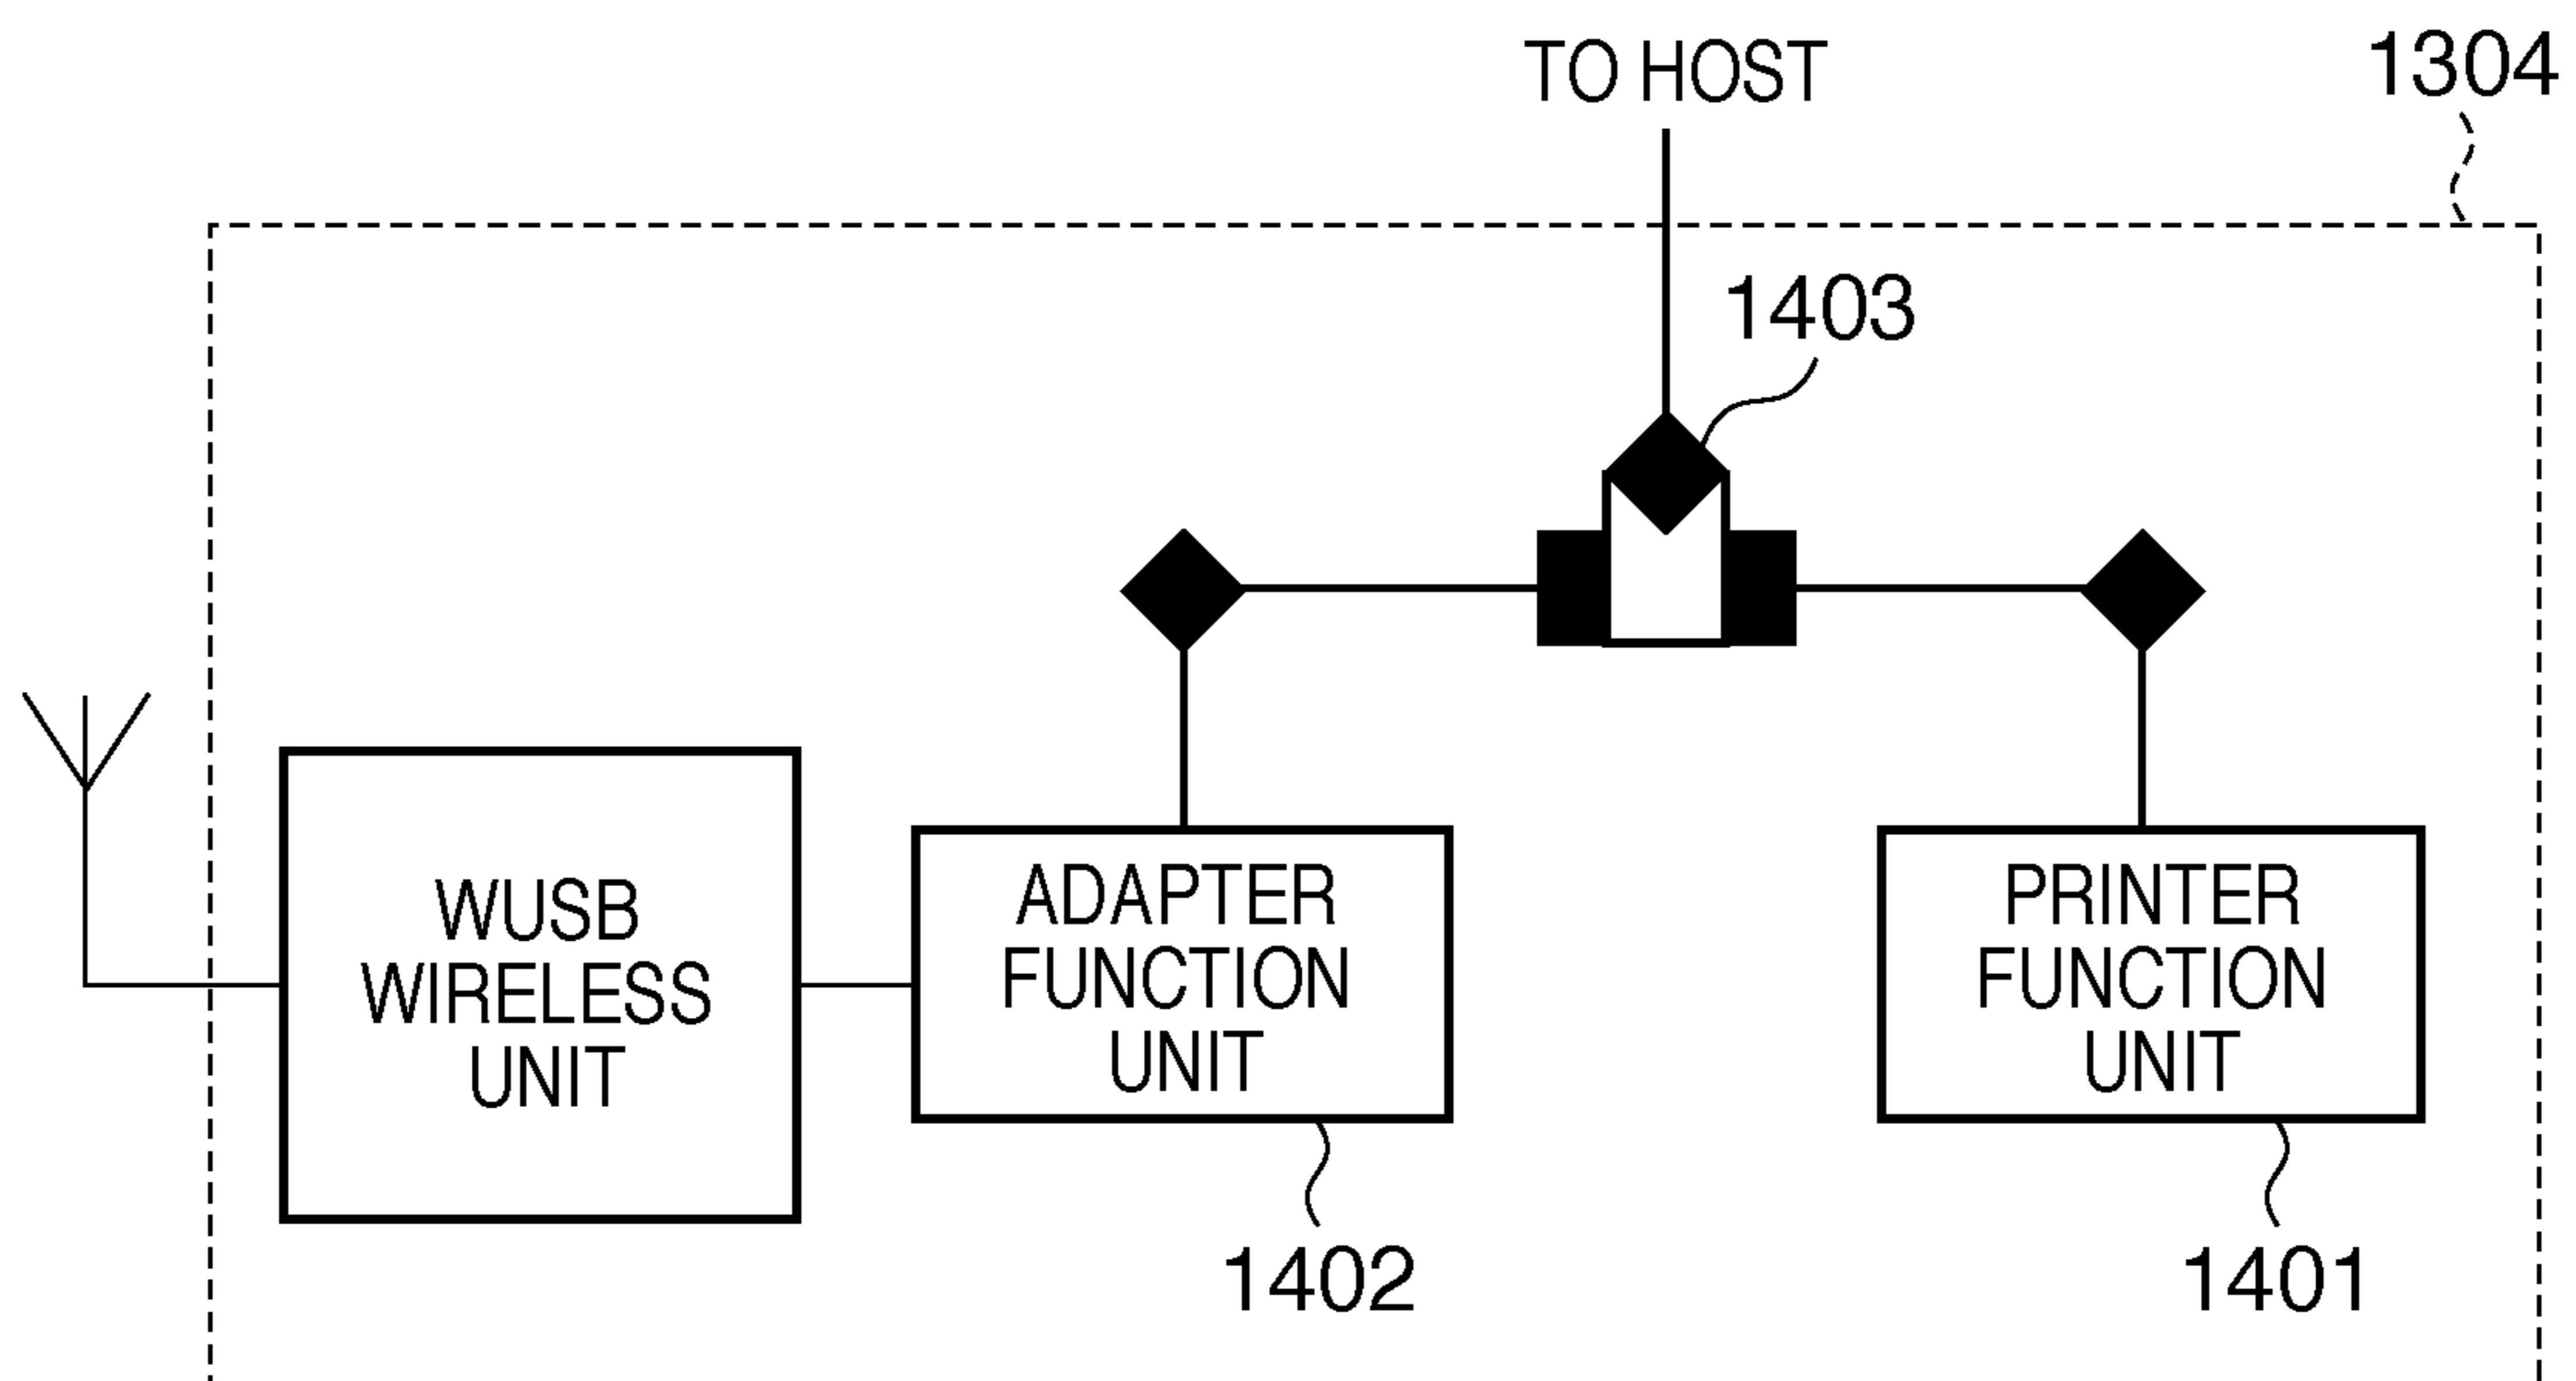 TO HOST
1304
1403
WUSB
WIRELESS
UNIT
ADAPTER
FUNCTION
UNIT
PRINTER
FUNCTION
UNIT
1402
1401